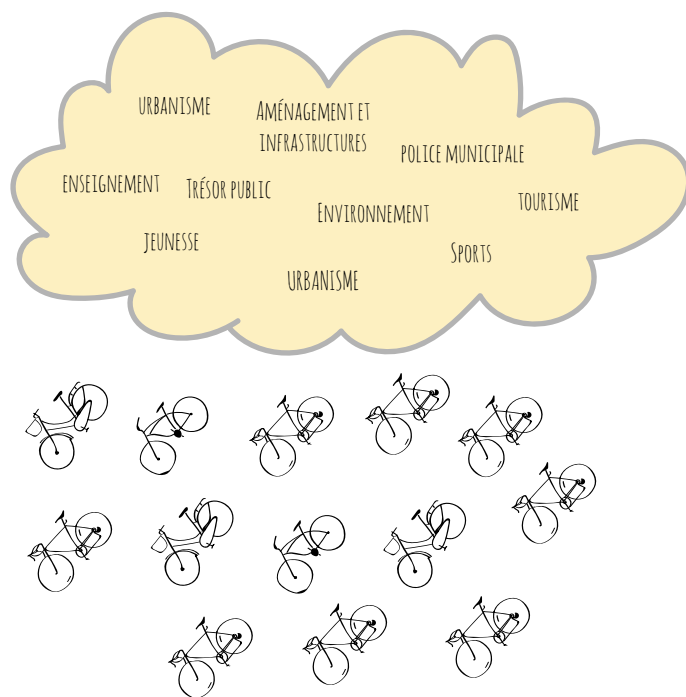 URBANISME
AMÉNAGEMENT ET
INFRASTRUCTURES
POLICE MUNICIPALE
ENSEIGNEMENT
TRÉSOR PUBLIC
TOURISME
ENVIRONNEMENT
JEUNESSE
SPORTS
URBANISME